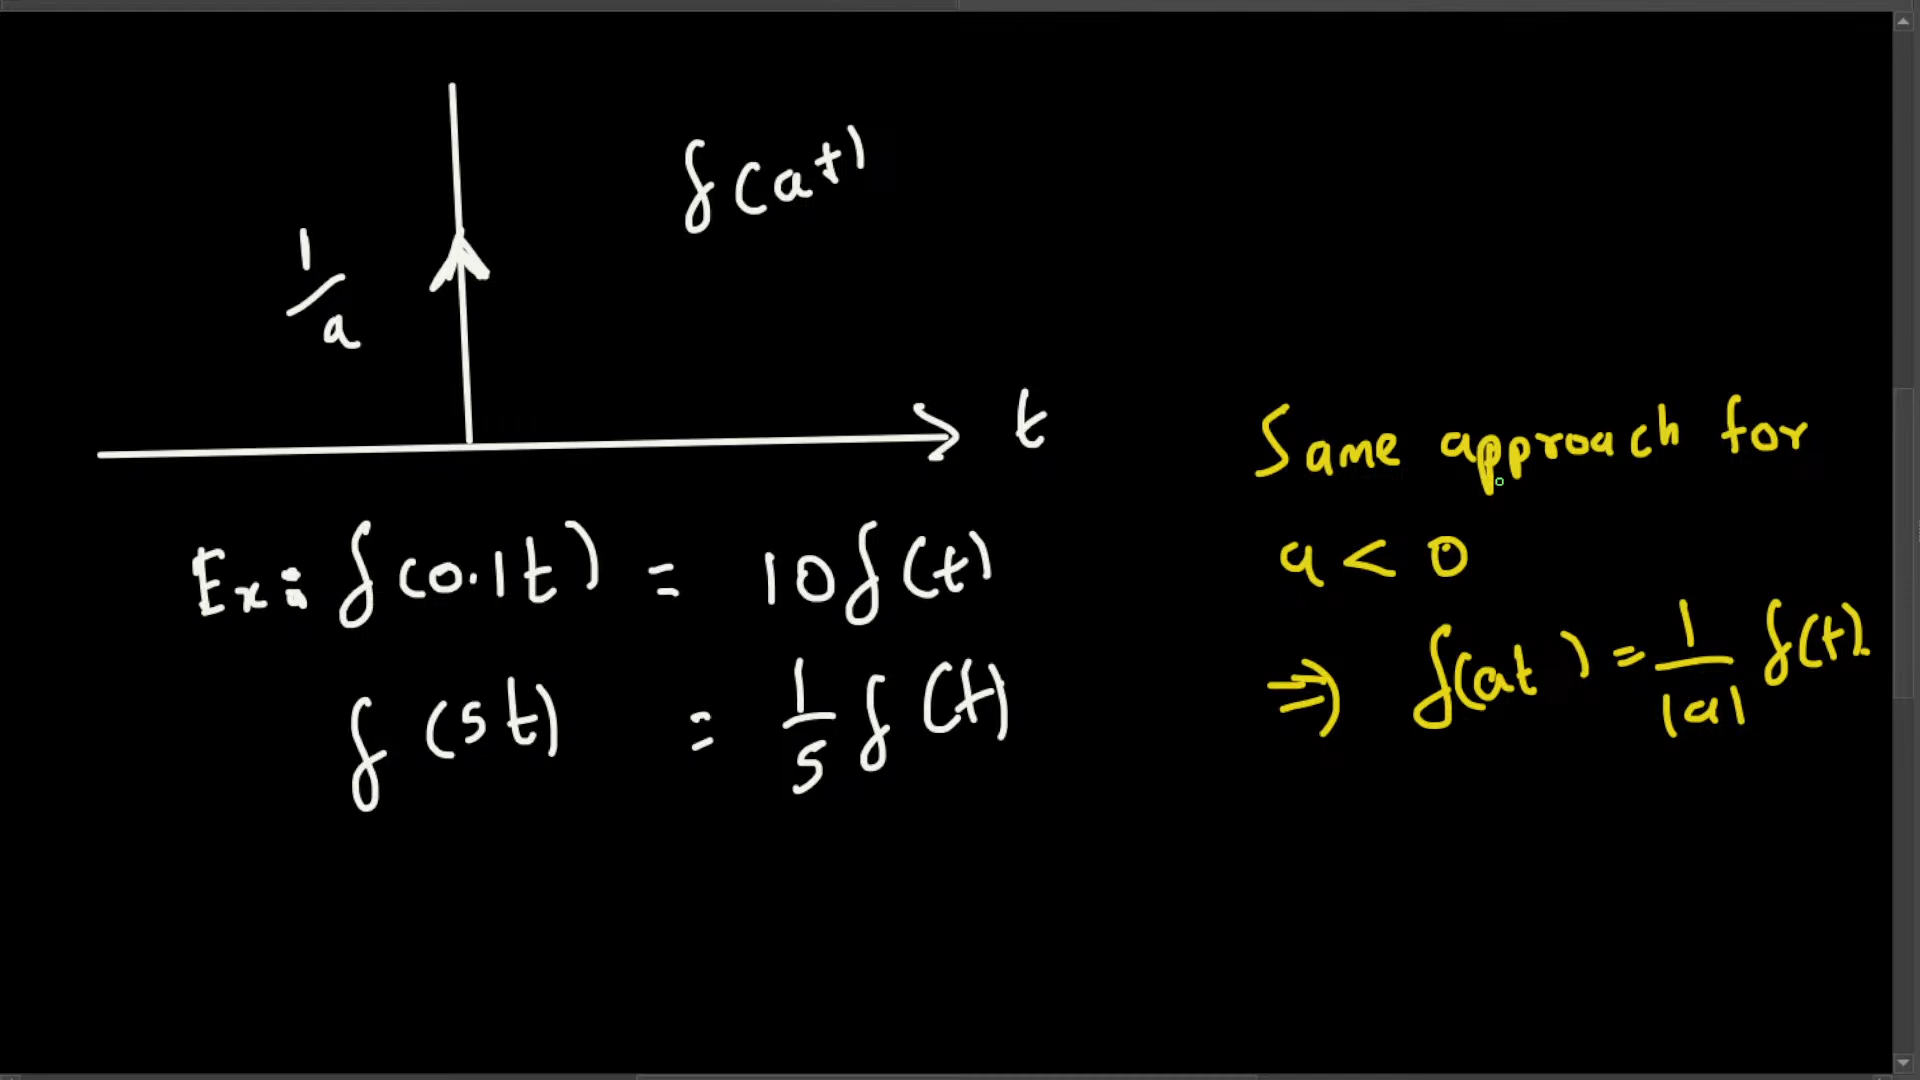 δ(at)
1/a
t
Ex: δ(0.1t) = 10δ(t)
δ(5t) = 1/5 δ(t)
Same approach for
a < 0
⇒ δ(at) = 1/|a| δ(t).